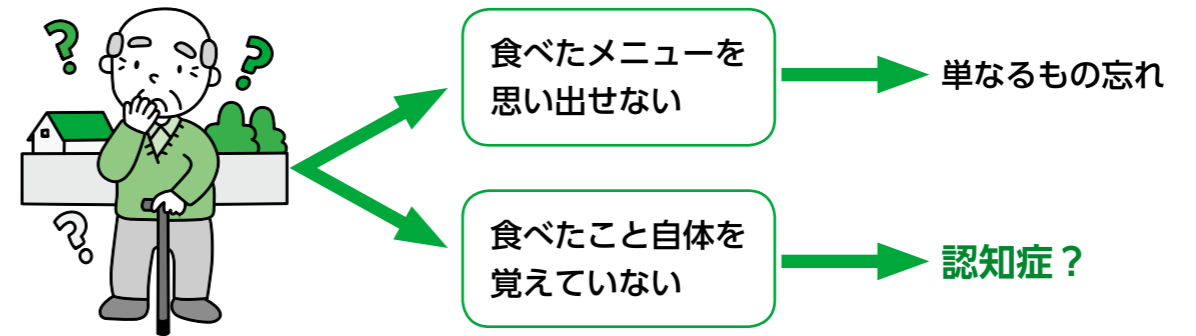 食べたメニューを
思い出せない
単なるもの忘れ
食べたこと自体を
覚えていない
認知症？
？
？
？